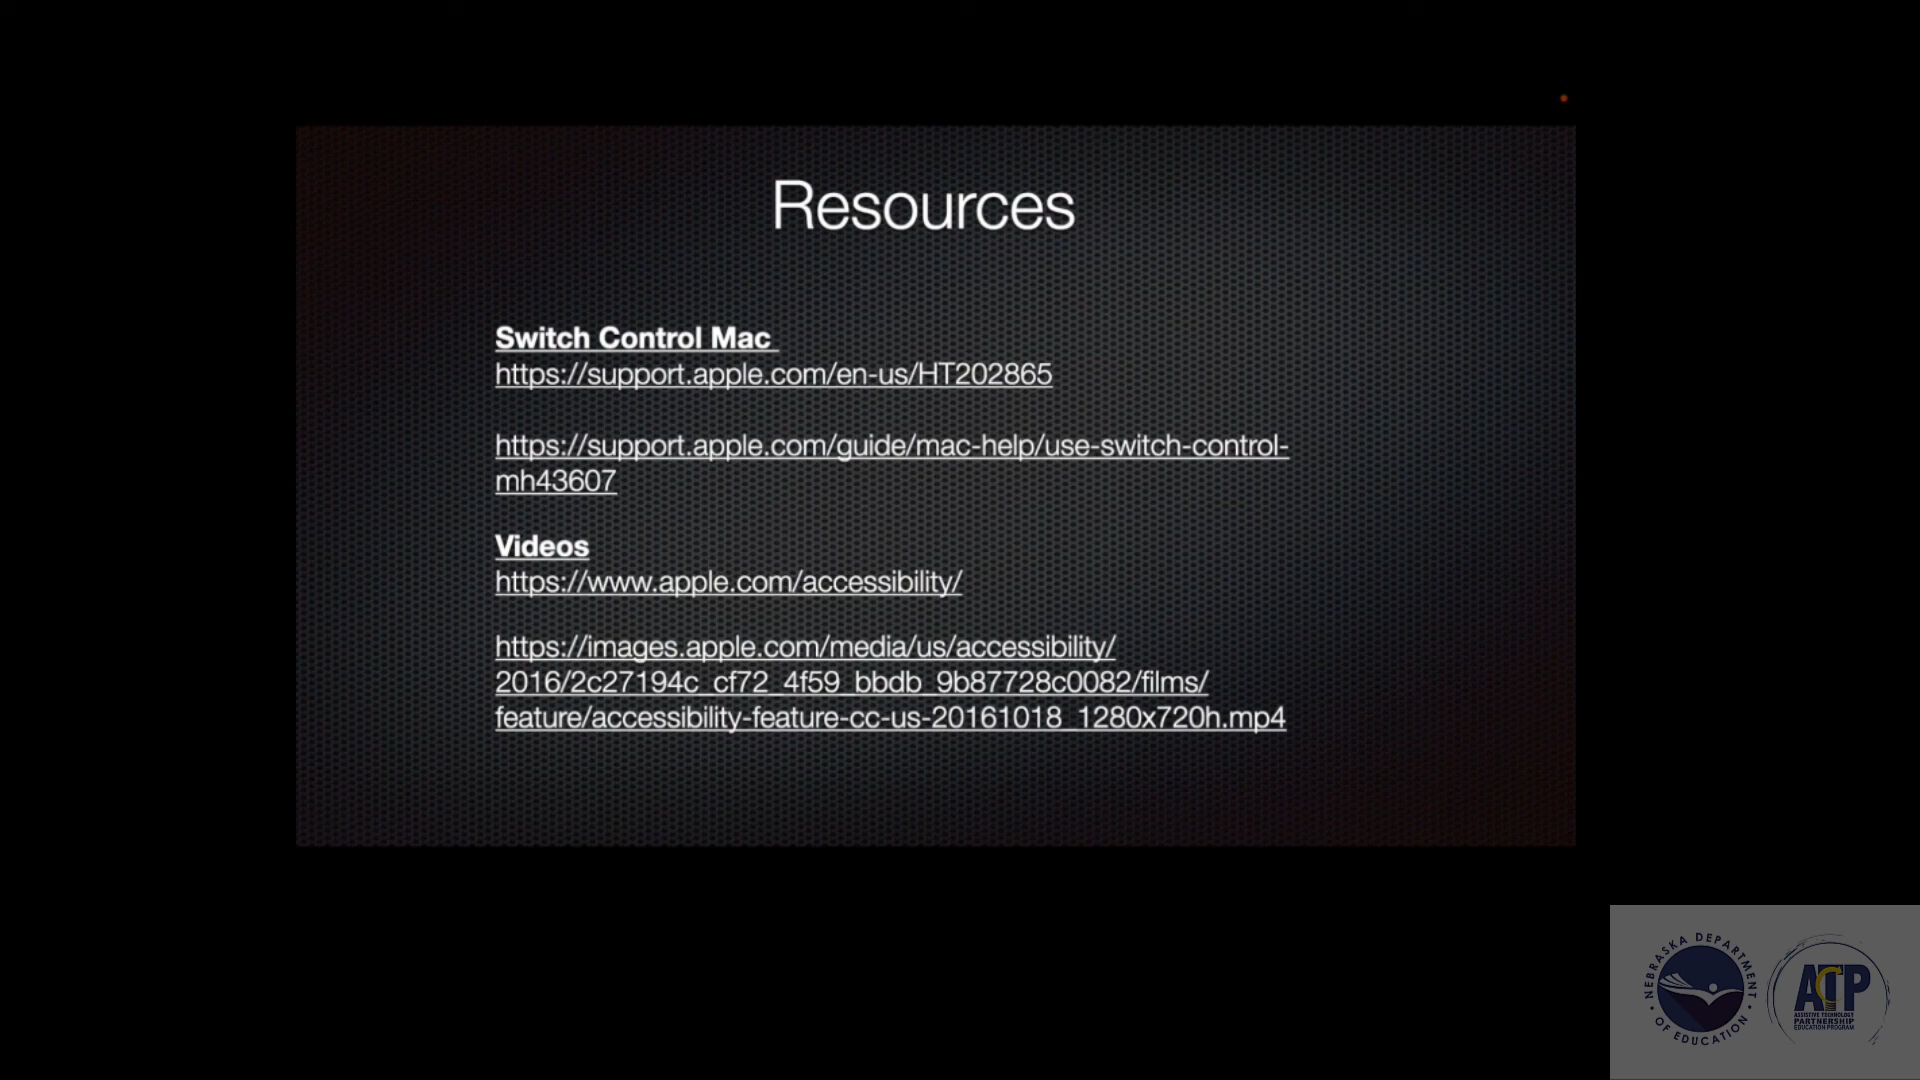 Resources
Switch Control Mac
https://support.apple.com/en-us/HT202865
https://support.apple.com/guide/mac-help/use-switch-control-
mh43607
Videos
https://www.apple.com/accessibility/
https://images.apple.com/media/us/accessibility/
2016/2c27194c_cf72_4f59_bbdb_9b87728c0082/films/
feature/accessibility-feature-cc-us-20161018_1280x720h.mp4
NEBRASKA DEPARTMENT
OF EDUCATION
ATP
ASSISTIVE TECHNOLOGY
PARTNERSHIP
EDUCATION PROGRAM